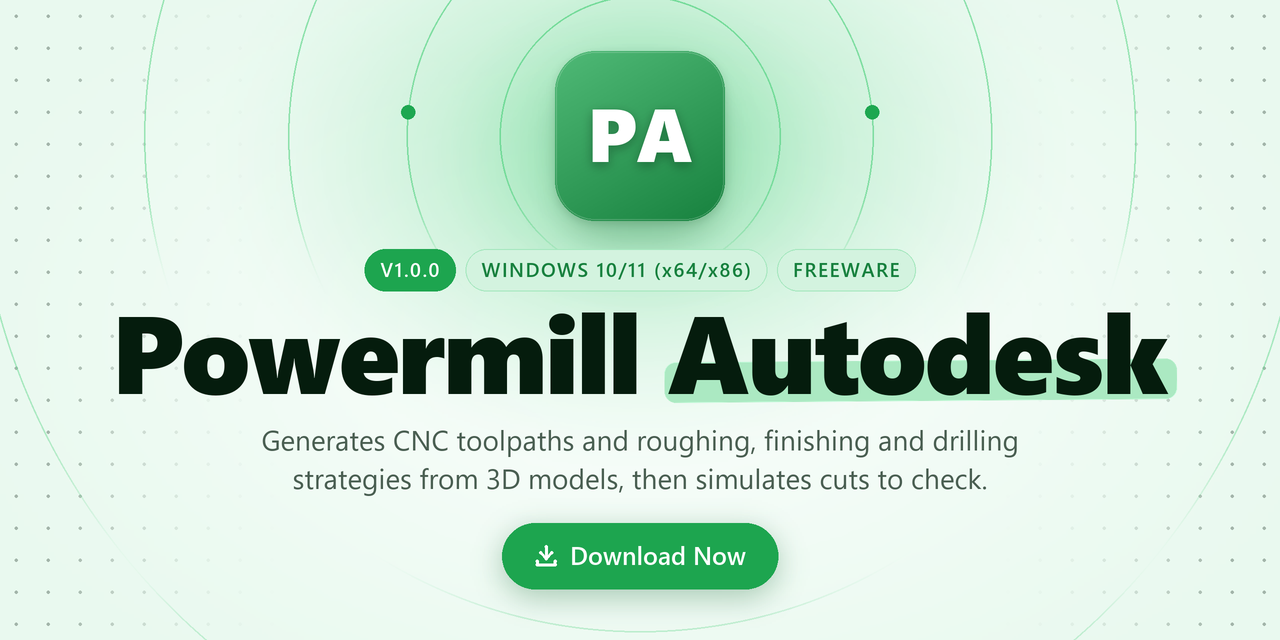 PA
V1.0.0 WINDOWS 10/11 (x64/x86) FREEWARE
Powermill Autodesk
Generates CNC toolpaths and roughing, finishing and drilling
strategies from 3D models, then simulates cuts to check.
Download Now